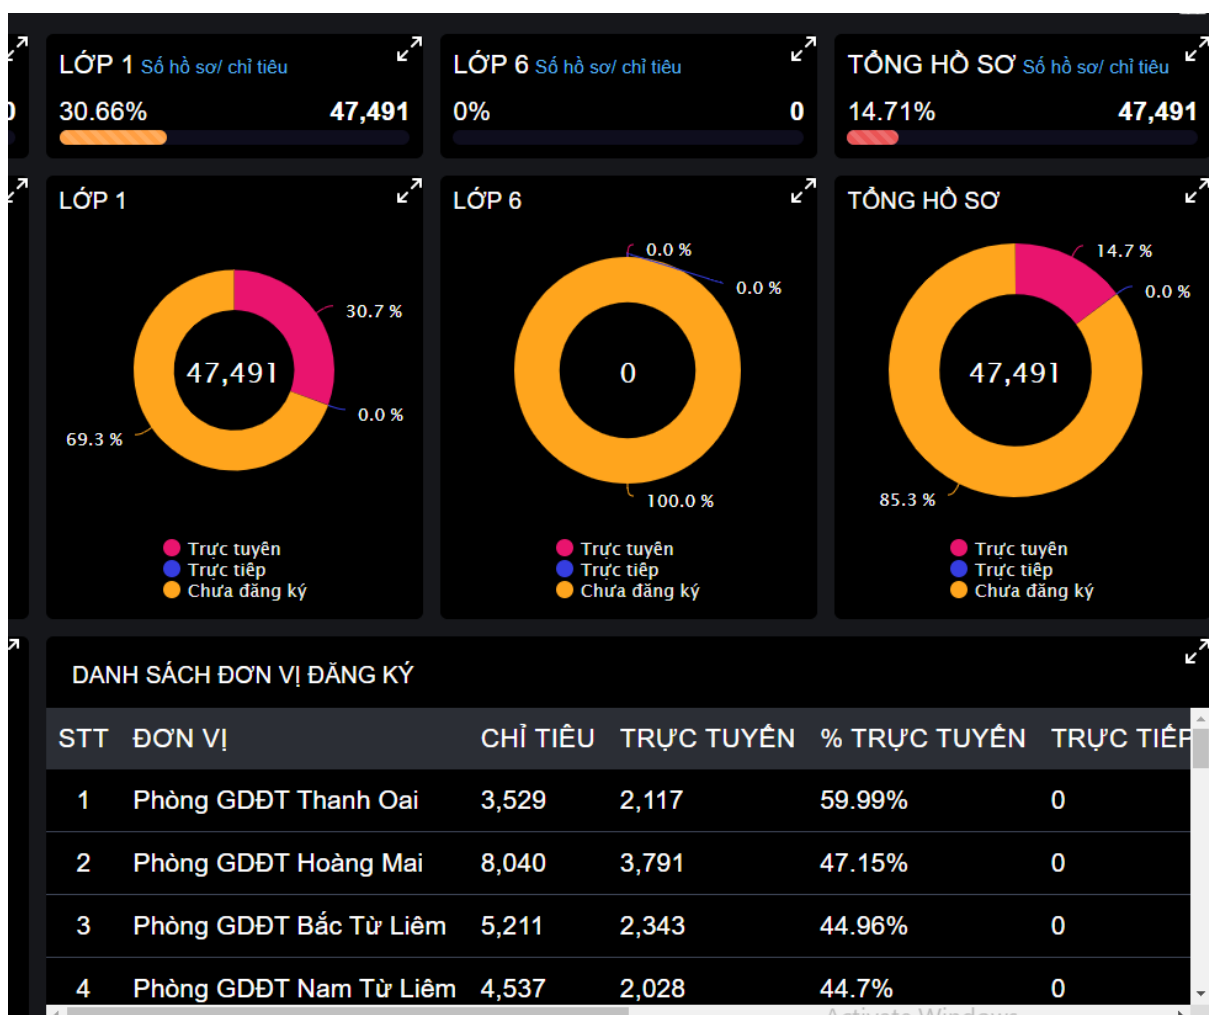 LỚP 1 Số hồ sơ/ chỉ tiêu
30.66% 47,491
LỚP 6 Số hồ sơ/ chỉ tiêu
0% 0
TỔNG HỒ SƠ Số hồ sơ/ chỉ tiêu
14.71% 47,491
LỚP 1
30.7 %
47,491
0.0 %
69.3 %
Trực tuyến
Trực tiếp
Chưa đăng ký
LỚP 6
0.0 %
0.0 %
0
100.0 %
Trực tuyến
Trực tiếp
Chưa đăng ký
TỔNG HỒ SƠ
14.7 %
0.0 %
47,491
85.3 %
Trực tuyến
Trực tiếp
Chưa đăng ký
DANH SÁCH ĐƠN VỊ ĐĂNG KÝ
STT ĐƠN VỊ CHỈ TIÊU TRỰC TUYẾN % TRỰC TUYẾN TRỰC TIẾP
1 Phòng GDĐT Thanh Oai 3,529 2,117 59.99% 0
2 Phòng GDĐT Hoàng Mai 8,040 3,791 47.15% 0
3 Phòng GDĐT Bắc Từ Liêm 5,211 2,343 44.96% 0
4 Phòng GDĐT Nam Từ Liêm 4,537 2,028 44.7% 0